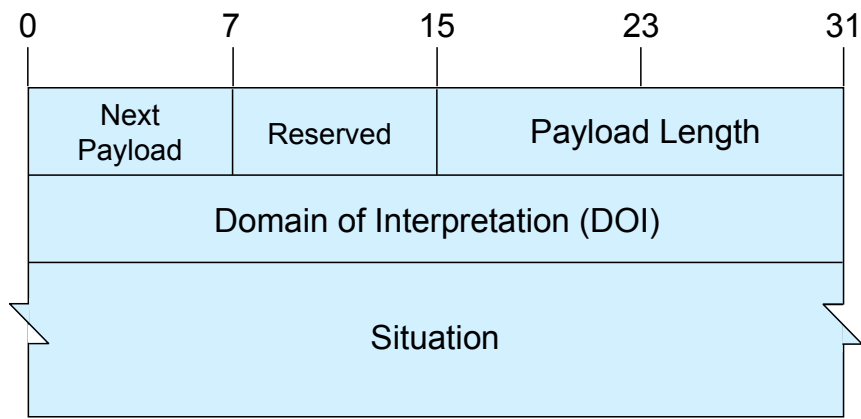 0 7 15 23 31
Next
Payload
Reserved
Payload Length
Domain of Interpretation (DOI)
Situation